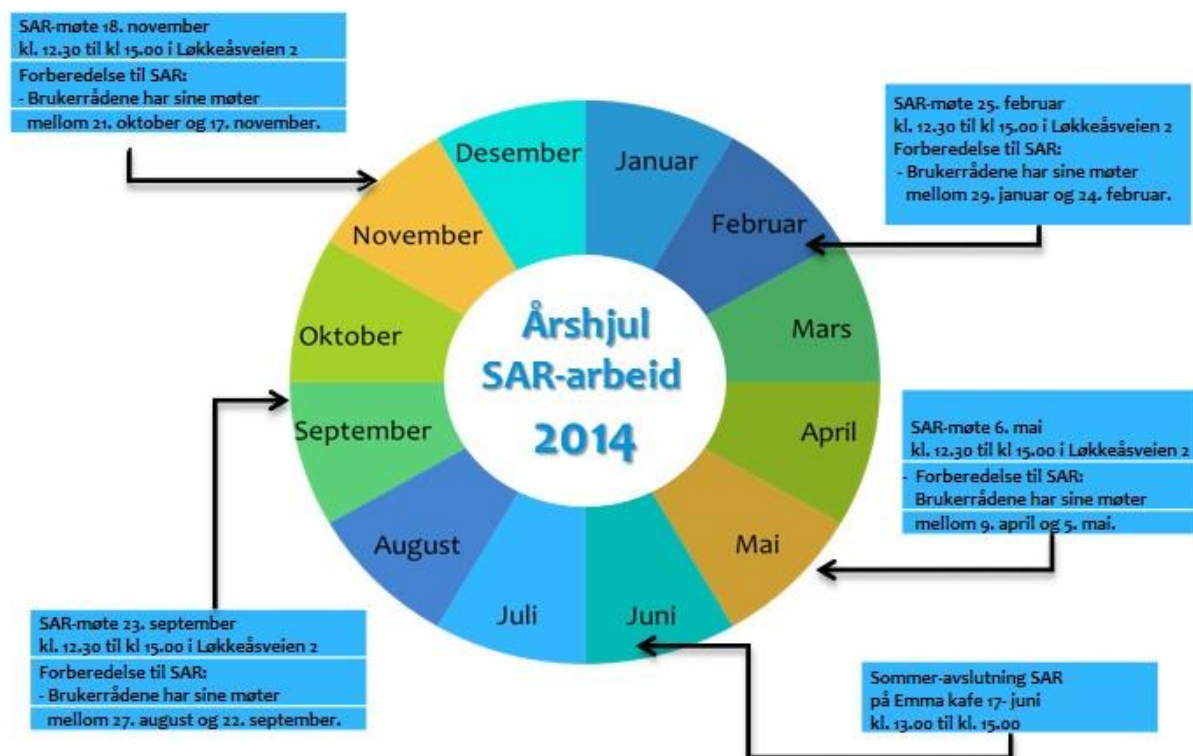 SAR-møte 18. november
kl. 12.30 til kl 15.00 i Løkkeåsveien 2
Forberedelse til SAR:
- Brukerrådene har sine møter
mellom 21. oktober og 17. november.
SAR-møte 25. februar
kl. 12.30 til kl 15.00 i Løkkeåsveien 2
Forberedelse til SAR:
- Brukerrådene har sine møter
mellom 29. januar og 24. februar.
Desember
Januar
November
Februar
Oktober
Mars
Årshjul
SAR-arbeid
2014
September
April
August
Mai
Juli
Juni
SAR-møte 6. mai
kl. 12.30 til kl 15.00 i Løkkeåsveien 2
- Forberedelse til SAR:
Brukerrådene har sine møter
mellom 9. april og 5. mai.
SAR-møte 23. september
kl. 12.30 til kl 15.00 i Løkkeåsveien 2
Forberedelse til SAR:
- Brukerrådene har sine møter
mellom 27. august og 22. september.
Sommer-avslutning SAR
på Emma kafe 17- juni
kl. 13.00 til kl. 15.00